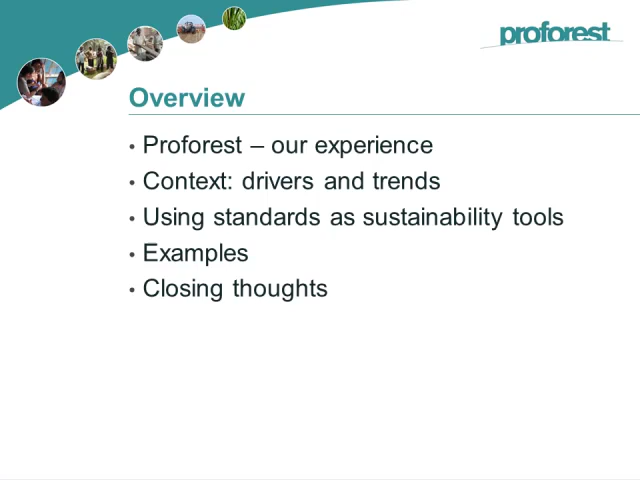 proforest
Overview
• Proforest – our experience
• Context: drivers and trends
• Using standards as sustainability tools
• Examples
• Closing thoughts